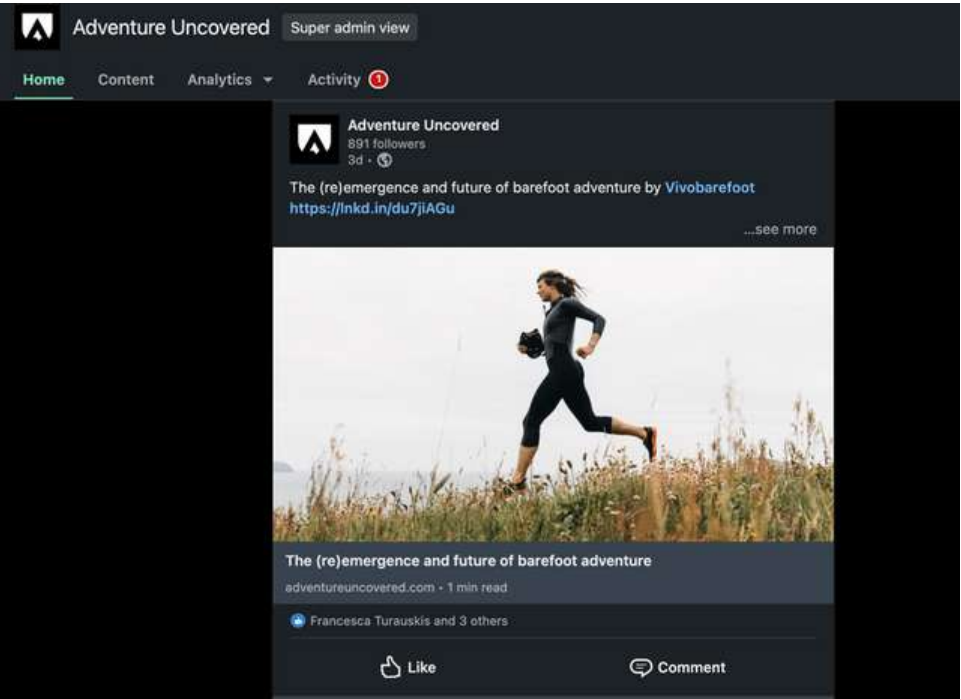 Adventure Uncovered Super admin view
Home Content Analytics Activity 1
Adventure Uncovered
891 followers
3d •
The (re)emergence and future of barefoot adventure by Vivobarefoot
https://lnkd.in/du7jiAGu
...see more
The (re)emergence and future of barefoot adventure
adventureuncovered.com • 1 min read
Francesca Turauskis and 3 others
Like Comment